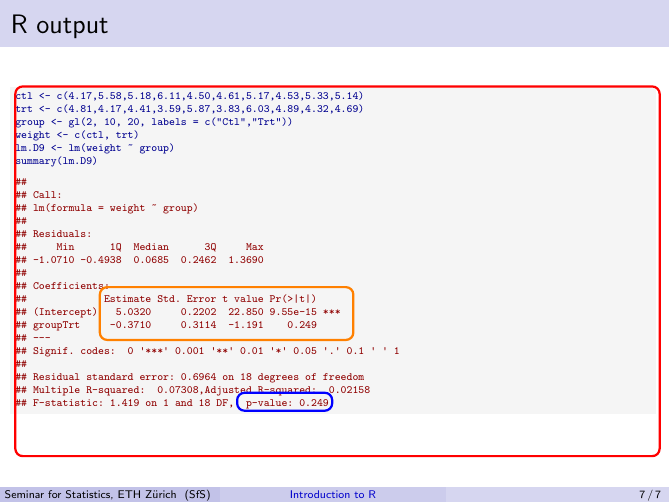 R output
ctl <- c(4.17,5.58,5.18,6.11,4.50,4.61,5.17,4.53,5.33,5.14)
trt <- c(4.81,4.17,4.41,3.59,5.87,3.83,6.03,4.89,4.32,4.69)
group <- gl(2, 10, 20, labels = c("Ctl","Trt"))
weight <- c(ctl, trt)
lm.D9 <- lm(weight ~ group)
summary(lm.D9)
##
## Call:
## lm(formula = weight ~ group)
##
## Residuals:
##     Min      1Q  Median      3Q     Max
## -1.0710 -0.4938  0.0685  0.2462  1.3690
##
## Coefficients:
##             Estimate Std. Error t value Pr(>|t|)
## (Intercept)   5.0320     0.2202  22.850 9.55e-15 ***
## groupTrt     -0.3710     0.3114  -1.191    0.249
## ---
## Signif. codes:  0 '***' 0.001 '**' 0.01 '*' 0.05 '.' 0.1 ' ' 1
##
## Residual standard error: 0.6964 on 18 degrees of freedom
## Multiple R-squared:  0.07308,Adjusted R-squared:  0.02158
## F-statistic: 1.419 on 1 and 18 DF,  p-value: 0.249
Seminar for Statistics, ETH Zürich (SfS) Introduction to R 7 / 7